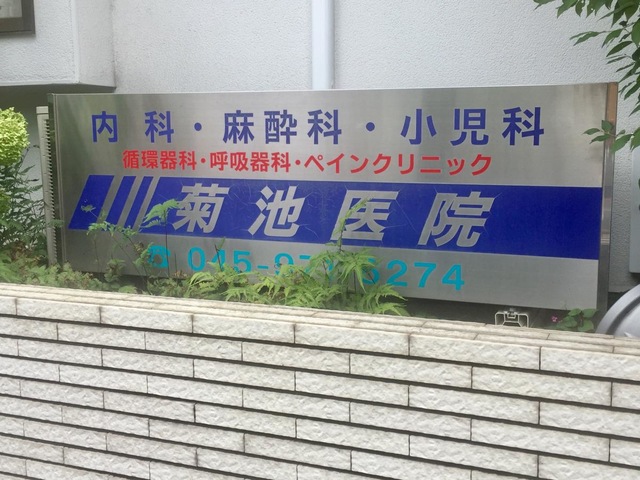 内科・麻酔科・小児科
循環器科・呼吸器科・ペインクリニック
菊池医院